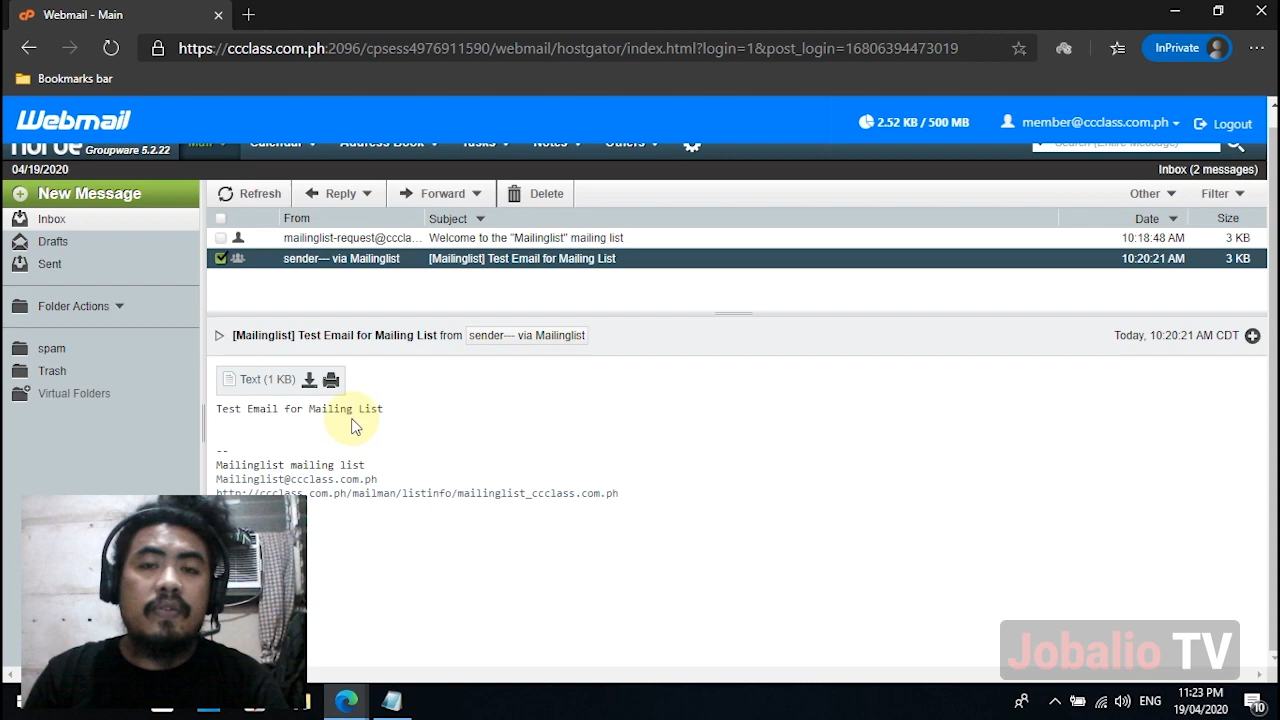 Webmail - Main
https://ccclass.com.ph:2096/cpsess4976911590/webmail/hostgator/index.html?login=1&post_login=16806394473019
InPrivate
Bookmarks bar
Webmail
2.52 KB / 500 MB
member@ccclass.com.ph
Logout
Groupware 5.2.22
Mail
Calendar
Address Book
Tasks
Notes
Others
Search (Entire Message)
04/19/2020
Inbox (2 messages)
New Message
Refresh
Reply
Forward
Delete
Other
Filter
Inbox
From
Subject
Date
Size
Drafts
mailinglist-request@cccla...
Welcome to the "Mailinglist" mailing list
10:18:48 AM
3 KB
Sent
sender--- via Mailinglist
[Mailinglist] Test Email for Mailing List
10:20:21 AM
3 KB
Folder Actions
spam
Trash
Virtual Folders
[Mailinglist] Test Email for Mailing List from sender--- via Mailinglist
Today, 10:20:21 AM CDT
Text (1 KB)
Test Email for Mailing List
--
Mailinglist mailing list
Mailinglist@ccclass.com.ph
http://ccclass.com.ph/mailman/listinfo/mailinglist_ccclass.com.ph
Jobalio TV
ENG
11:23 PM
19/04/2020
10